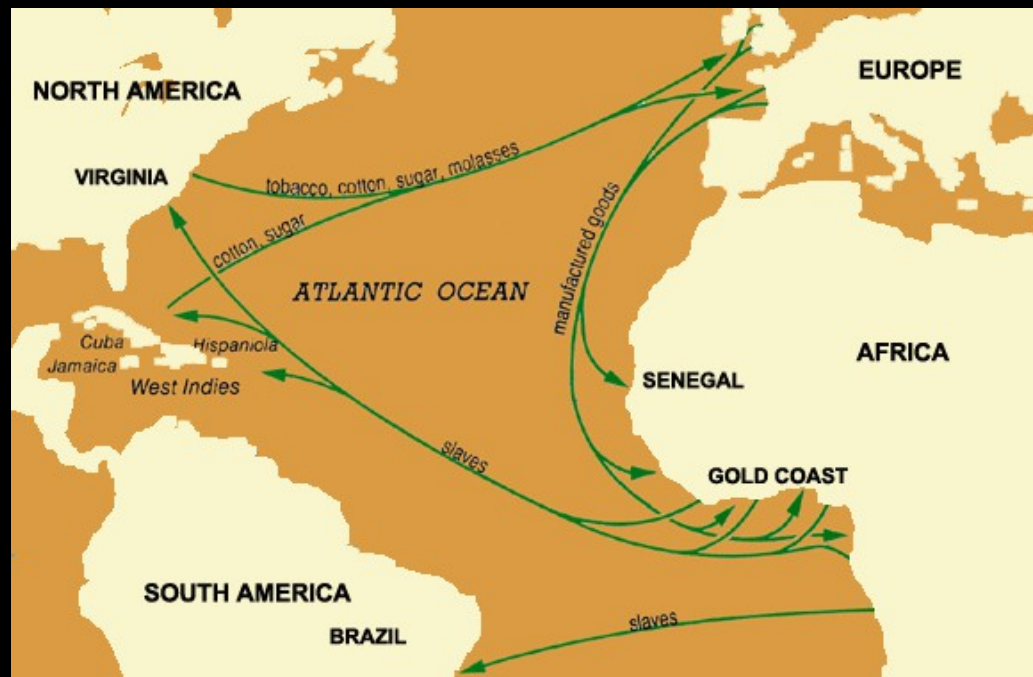 NORTH AMERICA
EUROPE
VIRGINIA
tobacco, cotton, sugar, molasses
cotton, sugar
manufactured goods
ATLANTIC OCEAN
Cuba
Hispaniola
Jamaica
West Indies
AFRICA
SENEGAL
slaves
GOLD COAST
SOUTH AMERICA
BRAZIL
slaves